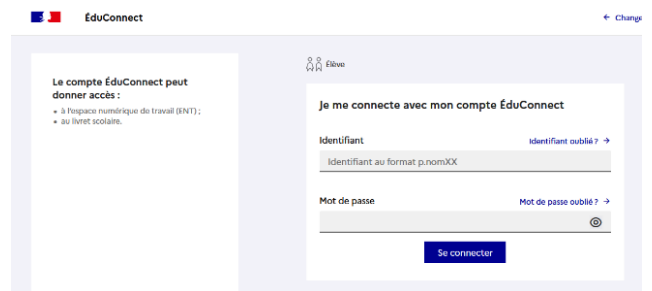 ÉduConnect
← Change
Le compte ÉduConnect peut
donner accès :
• à l'espace numérique de travail (ENT) ;
• au livret scolaire.
Élève
Je me connecte avec mon compte ÉduConnect
Identifiant
Identifiant oublié ? →
Identifiant au format p.nomXX
Mot de passe
Mot de passe oublié ? →
Se connecter